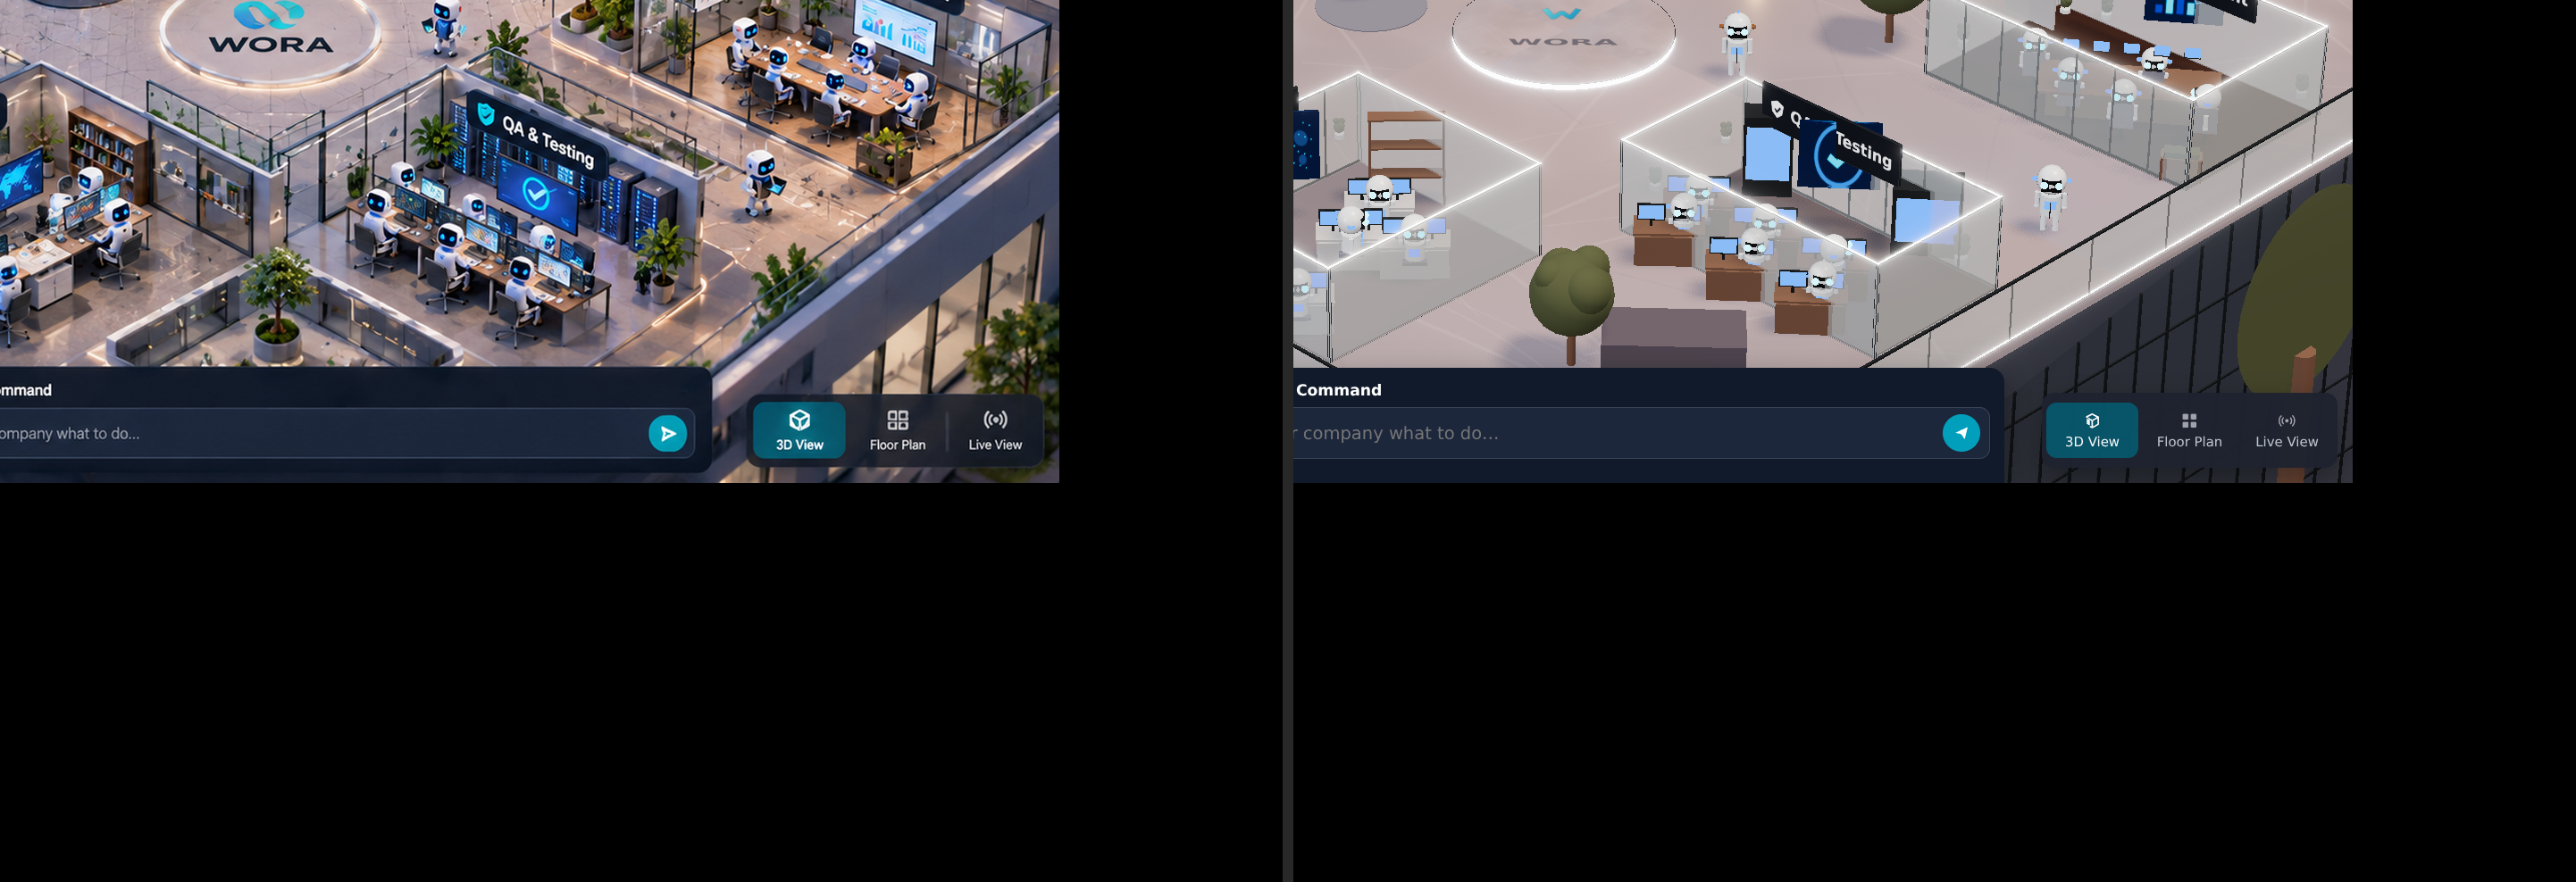 WORA
QA & Testing
ommand
ompany what to do...
3D View
Floor Plan
Live View
WORA
Testing
Command
r company what to do...
3D View
Floor Plan
Live View